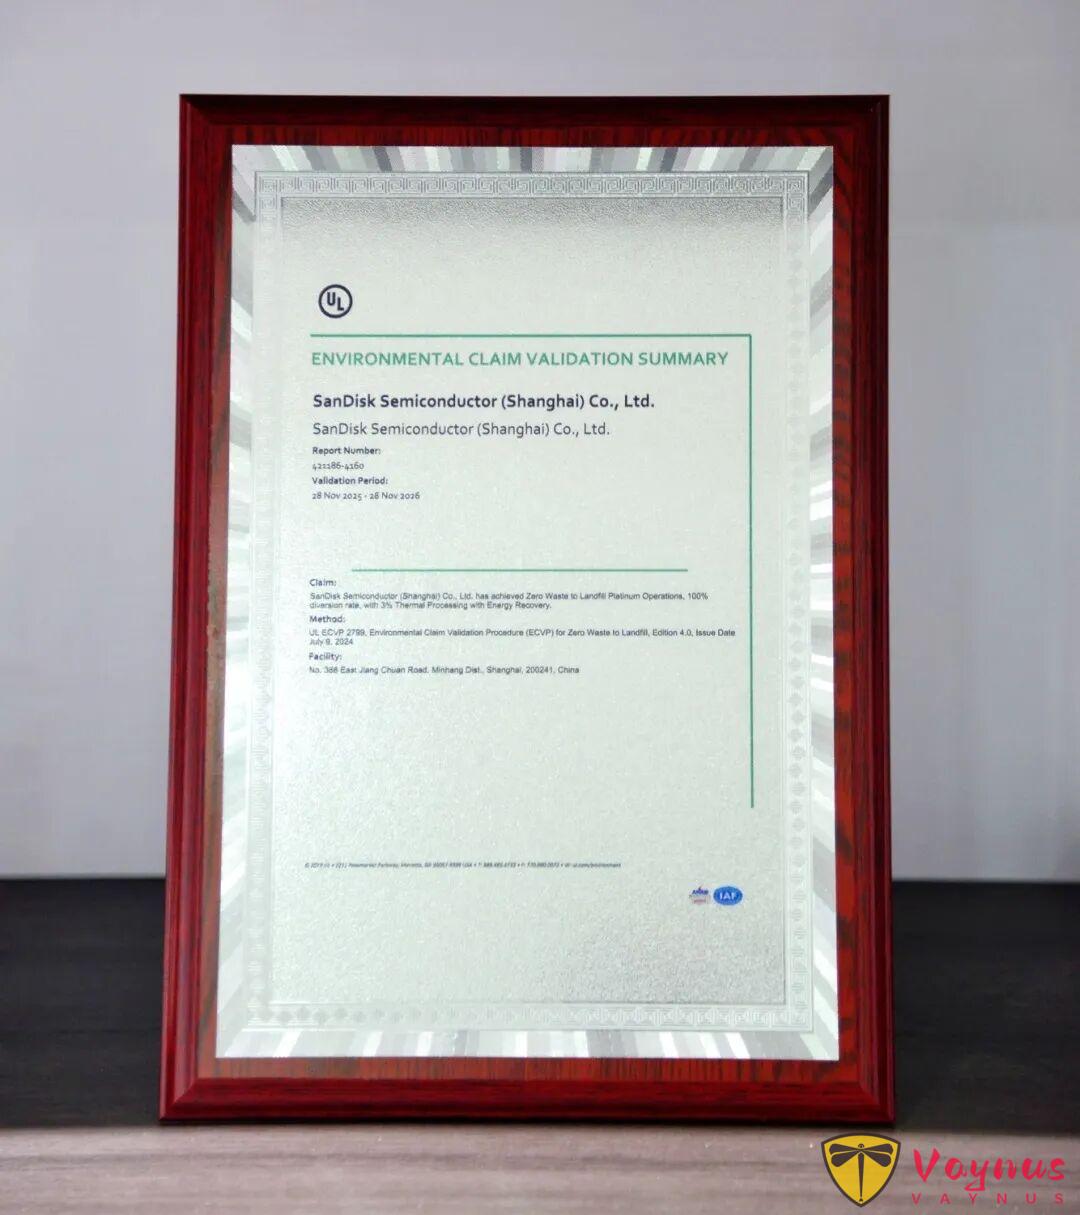 UL
ENVIRONMENTAL CLAIM VALIDATION SUMMARY
SanDisk Semiconductor (Shanghai) Co., Ltd.
SanDisk Semiconductor (Shanghai) Co., Ltd.
Report Number:
421186-4160
Validation Period:
28 Nov 2025 - 28 Nov 2026
Claim:
SanDisk Semiconductor (Shanghai) Co., Ltd. has achieved Zero Waste to Landfill Platinum Operations, 100%
diversion rate, with 3% Thermal Processing with Energy Recovery.
Method:
UL ECVP 2799, Environmental Claim Validation Procedure (ECVP) for Zero Waste to Landfill, Edition 4.0, Issue Date
July 9, 2024
Facility:
No. 388 East Jiang Chuan Road, Minhang Dist., Shanghai, 200241, China
IAF
Vaynus
VAYNUS